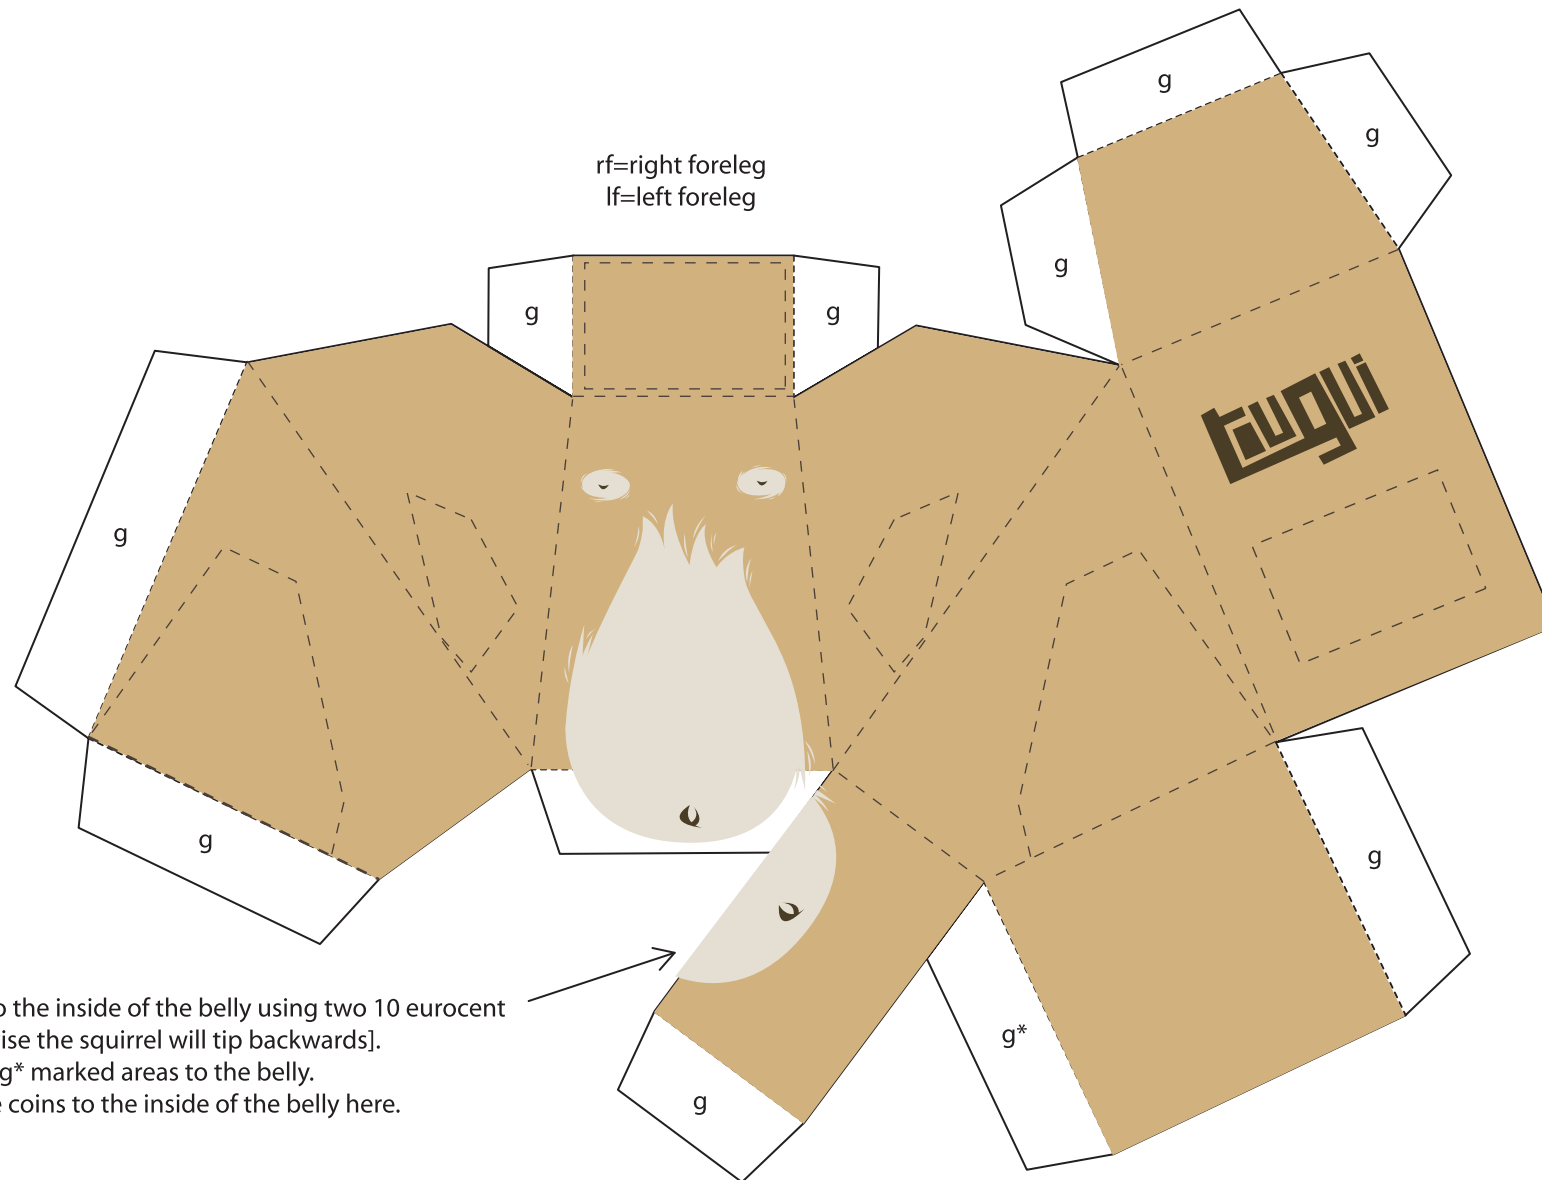 g
g
rf=right foreleg
lf=left foreleg
g
g
g
tougui
g
g
g
o the inside of the belly using two 10 eurocent
ise the squirrel will tip backwards].
g* marked areas to the belly.
e coins to the inside of the belly here.
g*
g